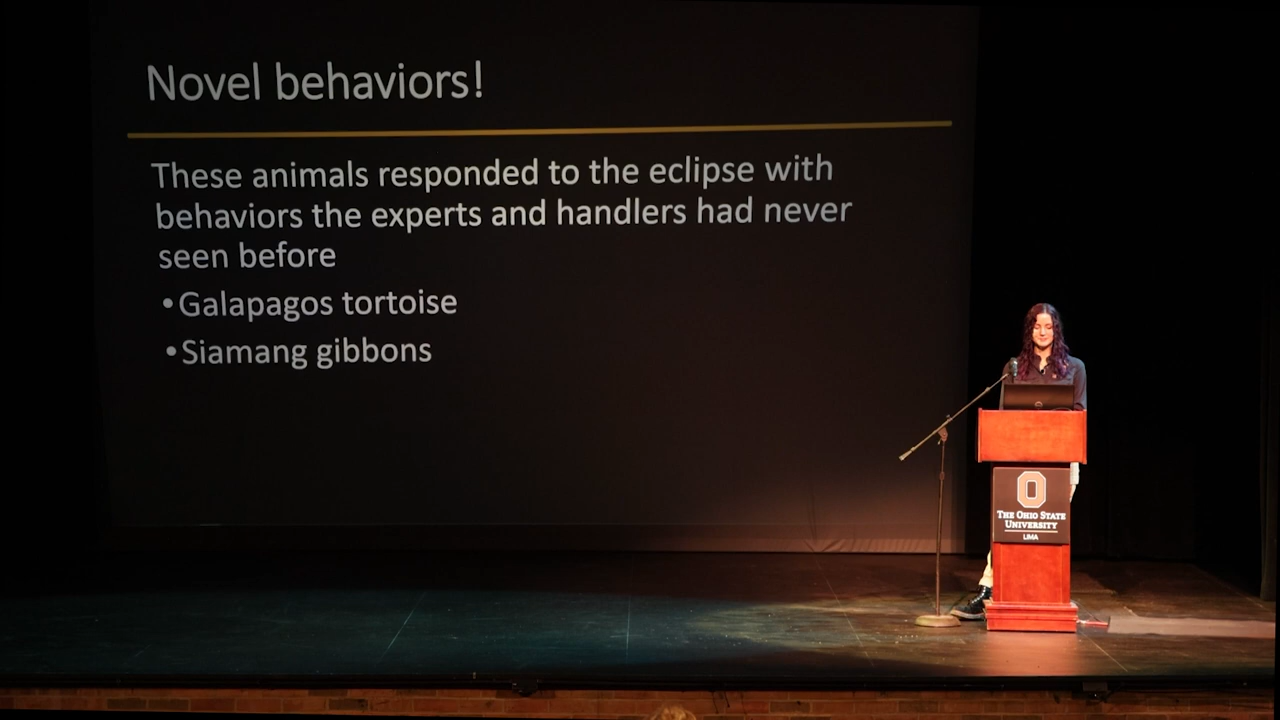 Novel behaviors!
These animals responded to the eclipse with
behaviors the experts and handlers had never
seen before
•Galapagos tortoise
•Siamang gibbons
O
THE OHIO STATE
UNIVERSITY
LIMA